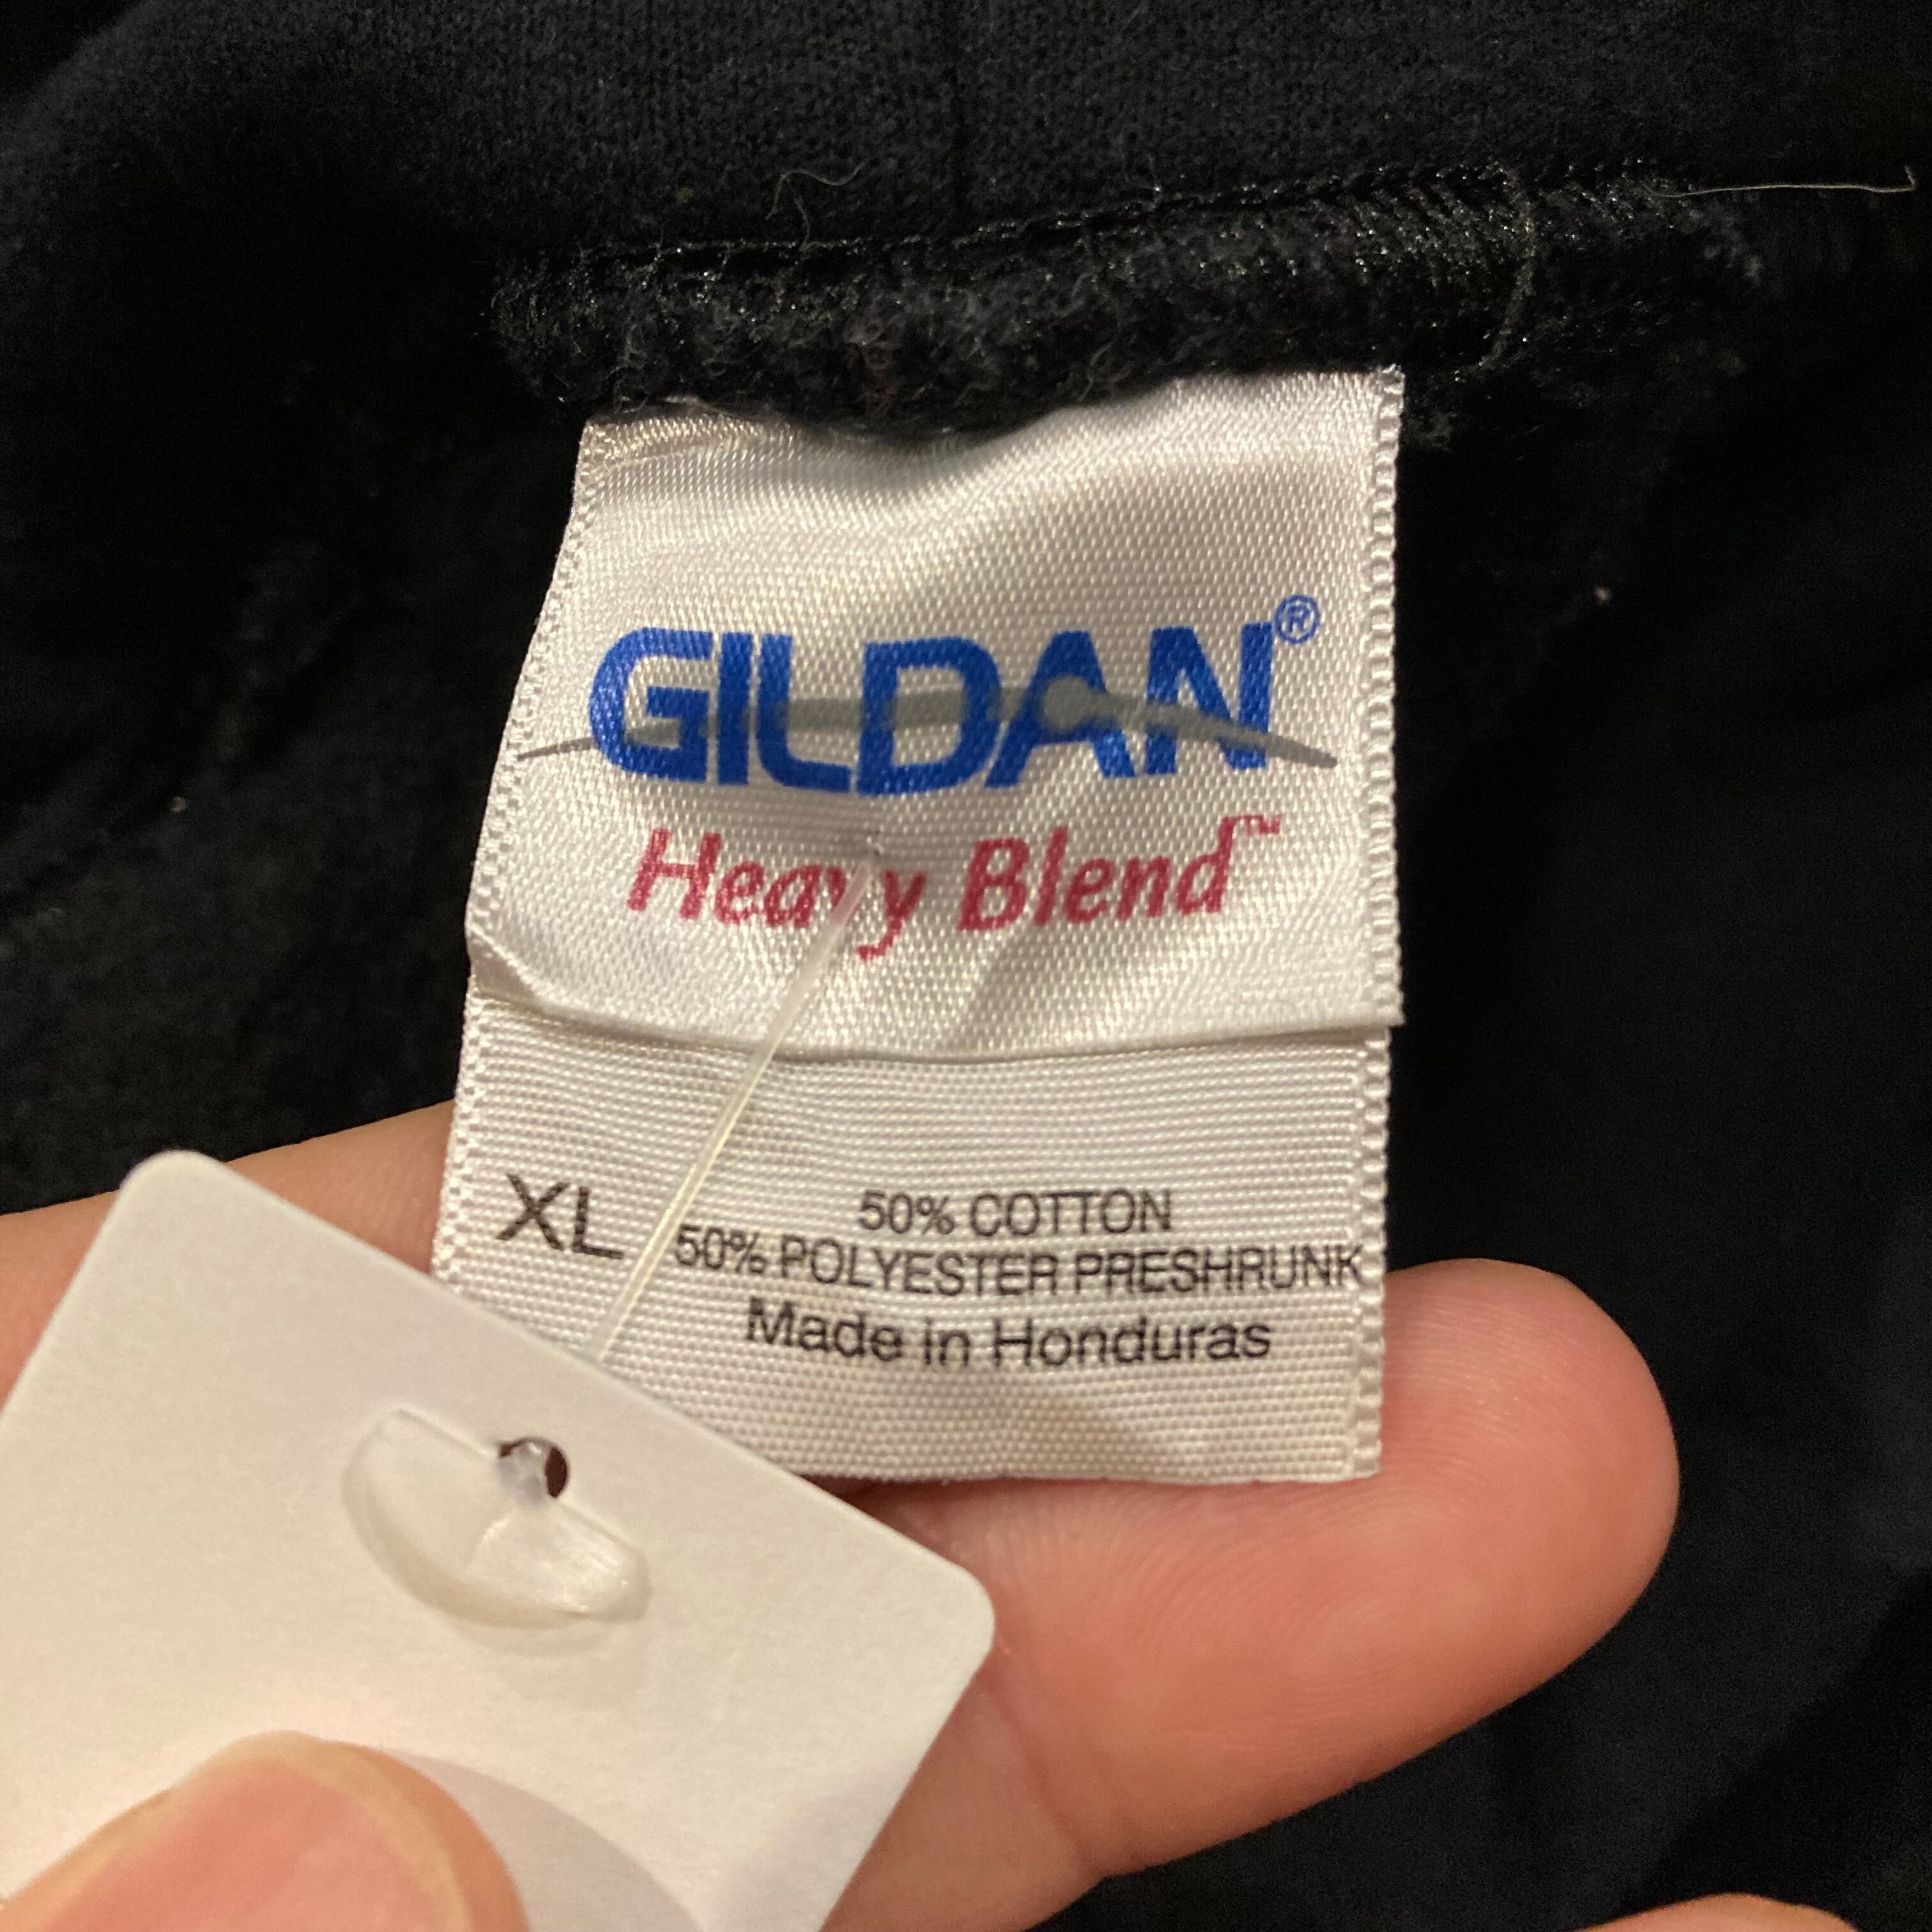 GILDAN®
Heavy Blend™
XL
50% COTTON
50% POLYESTER PRESHRUNK
Made in Honduras